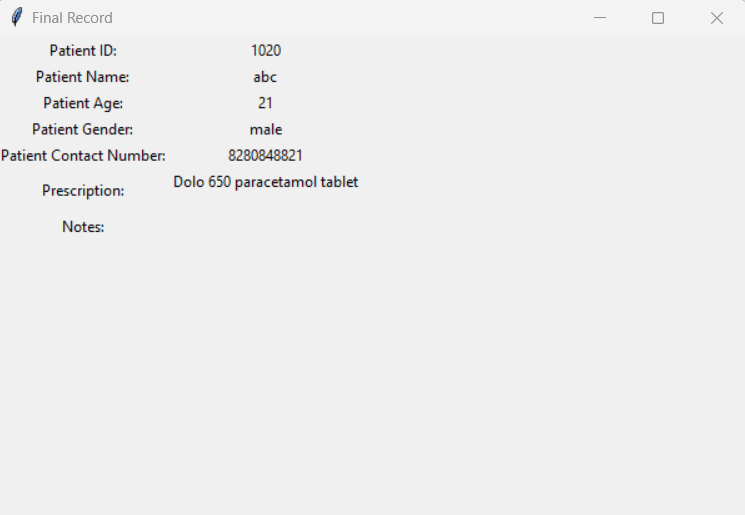 Final Record
Patient ID: 1020
Patient Name: abc
Patient Age: 21
Patient Gender: male
Patient Contact Number: 8280848821
Prescription: Dolo 650 paracetamol tablet
Notes: